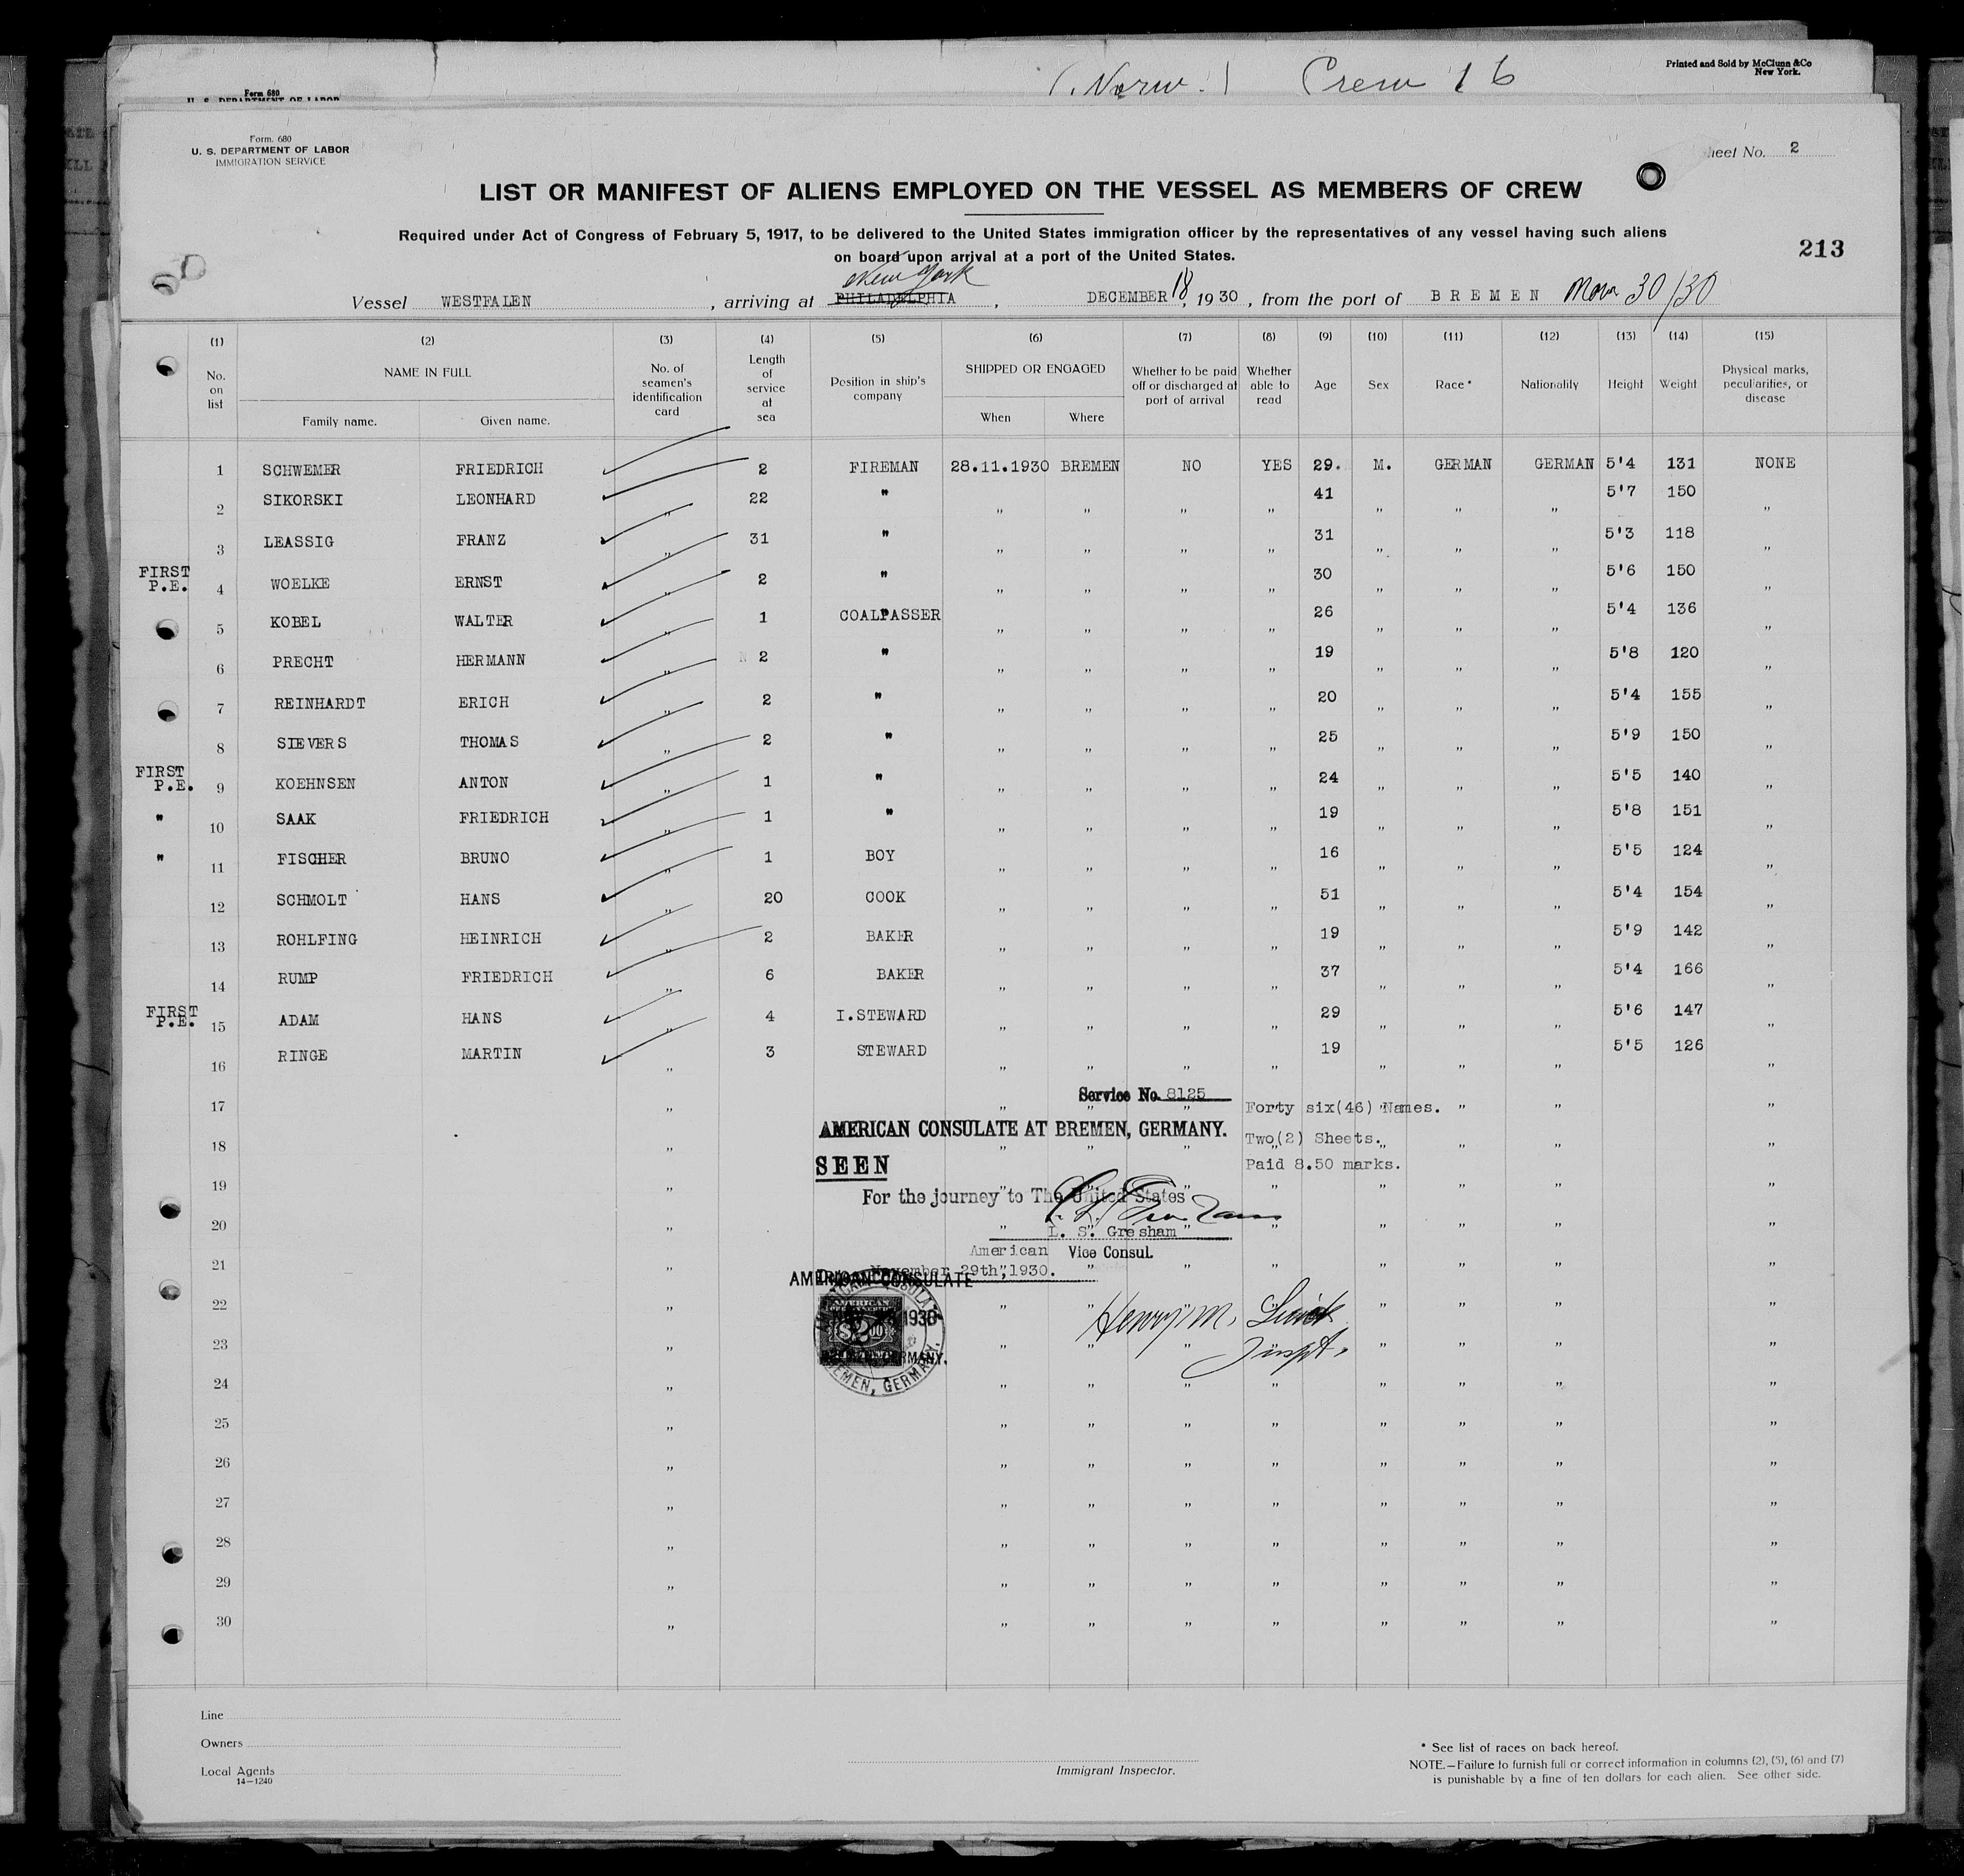 (Norw.) Crew 16
Printed and Sold by McClunn & Co
New York.
Form 680
U. S. DEPARTMENT OF LABOR
Form. 680
U. S. DEPARTMENT OF LABOR
IMMIGRATION SERVICE
heet No. 2
LIST OR MANIFEST OF ALIENS EMPLOYED ON THE VESSEL AS MEMBERS OF CREW
Required under Act of Congress of February 5, 1917, to be delivered to the United States immigration officer by the representatives of any vessel having such aliens
on board upon arrival at a port of the United States.
213
New York
Vessel WESTFALEN , arriving at PHILADELPHIA , DECEMBER 18, 1930 , from the port of BREMEN Nov 30/30
(1) (2) (3) (4) (5) (6) (7) (8) (9) (10) (11) (12) (13) (14) (15)
No. on list NAME IN FULL Family name. Given name. No. of seamen's identification card Length of service at sea Position in ship's company SHIPPED OR ENGAGED When Where Whether to be paid off or discharged at port of arrival Whether able to read Age Sex Race* Nationality Height Weight Physical marks, peculiarities, or disease
1 SCHWEMER FRIEDRICH 2 FIREMAN 28.11.1930 BREMEN NO YES 29. M. GERMAN GERMAN 5'4 131 NONE
2 SIKORSKI LEONHARD „ 22 " „ „ „ „ 41 „ „ „ 5'7 150 „
3 LEASSIG FRANZ „ 31 " „ „ „ „ 31 „ „ „ 5'3 118 „
FIRST P.E. 4 WOELKE ERNST „ 2 " „ „ „ „ 30 „ „ „ 5'6 150 „
5 KOBEL WALTER „ 1 COALPASSER „ „ „ „ 26 „ „ „ 5'4 136 „
6 PRECHT HERMANN „ 2 " „ „ „ „ 19 „ „ „ 5'8 120 „
7 REINHARDT ERICH „ 2 " „ „ „ „ 20 „ „ „ 5'4 155 „
8 SIEVERS THOMAS „ 2 " „ „ „ „ 25 „ „ „ 5'9 150 „
FIRST P.E. 9 KOEHNSEN ANTON „ 1 " „ „ „ „ 24 „ „ „ 5'5 140 „
" 10 SAAK FRIEDRICH „ 1 " „ „ „ „ 19 „ „ „ 5'8 151 „
" 11 FISCHER BRUNO „ 1 BOY „ „ „ „ 16 „ „ „ 5'5 124 „
12 SCHMOLT HANS „ 20 COOK „ „ „ „ 51 „ „ „ 5'4 154 „
13 ROHLFING HEINRICH „ 2 BAKER „ „ „ „ 19 „ „ „ 5'9 142 „
14 RUMP FRIEDRICH „ 6 BAKER „ „ „ „ 37 „ „ „ 5'4 166 „
FIRST P.E. 15 ADAM HANS „ 4 I.STEWARD „ „ „ „ 29 „ „ „ 5'6 147 „
16 RINGE MARTIN „ 3 STEWARD „ „ „ „ 19 „ „ „ 5'5 126 „
Service No. 8125
17 Forty six(46) Names.
AMERICAN CONSULATE AT BREMEN, GERMANY.
18 Two(2) Sheets.
SEEN
Paid 8.50 marks.
19 For the journey to The United States
20 L. S. Gresham
American Vice Consul.
21 November 29th, 1930.
AMERICAN CONSULATE
22 Henry M.
1930
23 Inspt.
BREMEN, GERMANY.
24
25
26
27
28
29
30
Line
Owners
Local Agents
14—1240
Immigrant Inspector.
* See list of races on back hereof.
NOTE.—Failure to furnish full or correct information in columns (2), (5), (6) and (7)
is punishable by a fine of ten dollars for each alien. See other side.